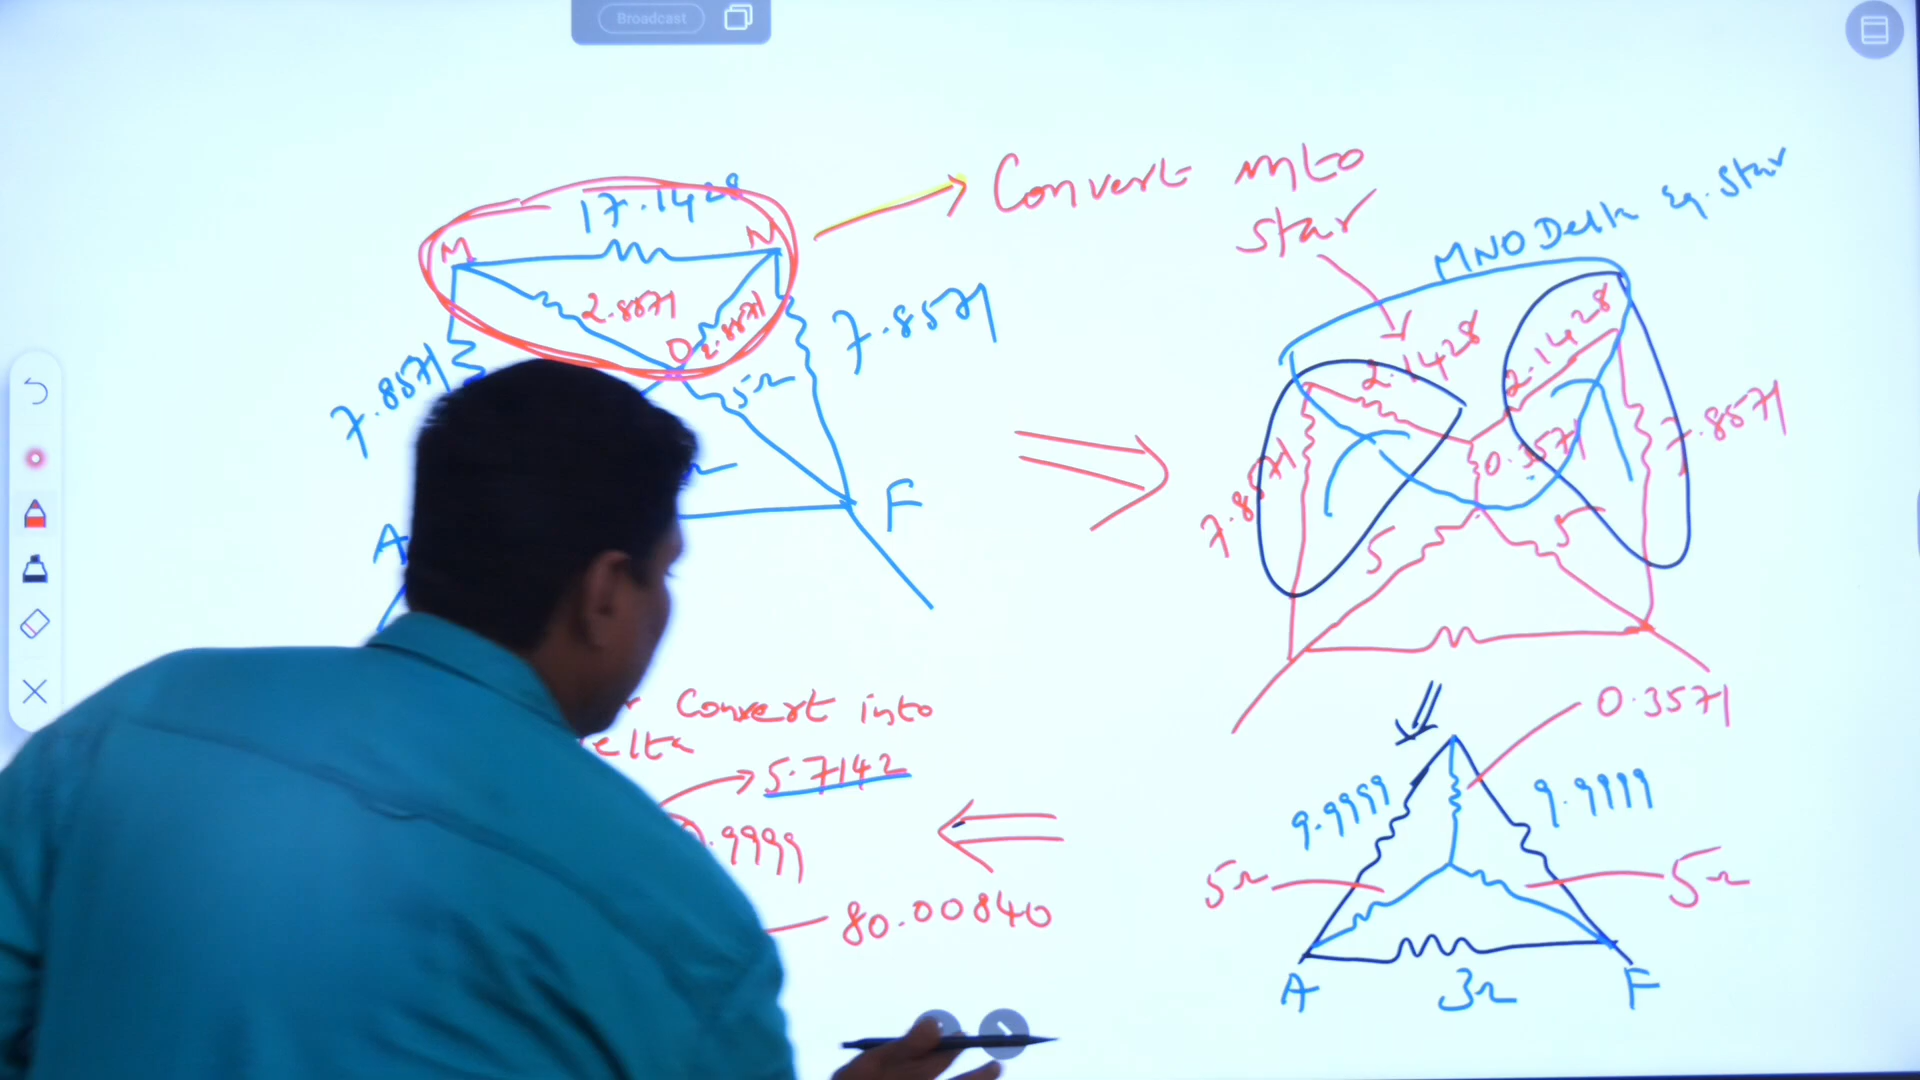 Broadcast
17.1428
M
N
2.8571
2.8571
O
7.8571
7.8571
5Ω
A
F
Convert into
star
MNO Delta Eq. Star
2.1428
2.1428
0.3571
7.8571
7.8571
5
5
Convert into
elta
5.7142
.9999
80.00840
0.3571
9.9999
9.9999
5Ω
5Ω
A
3Ω
F